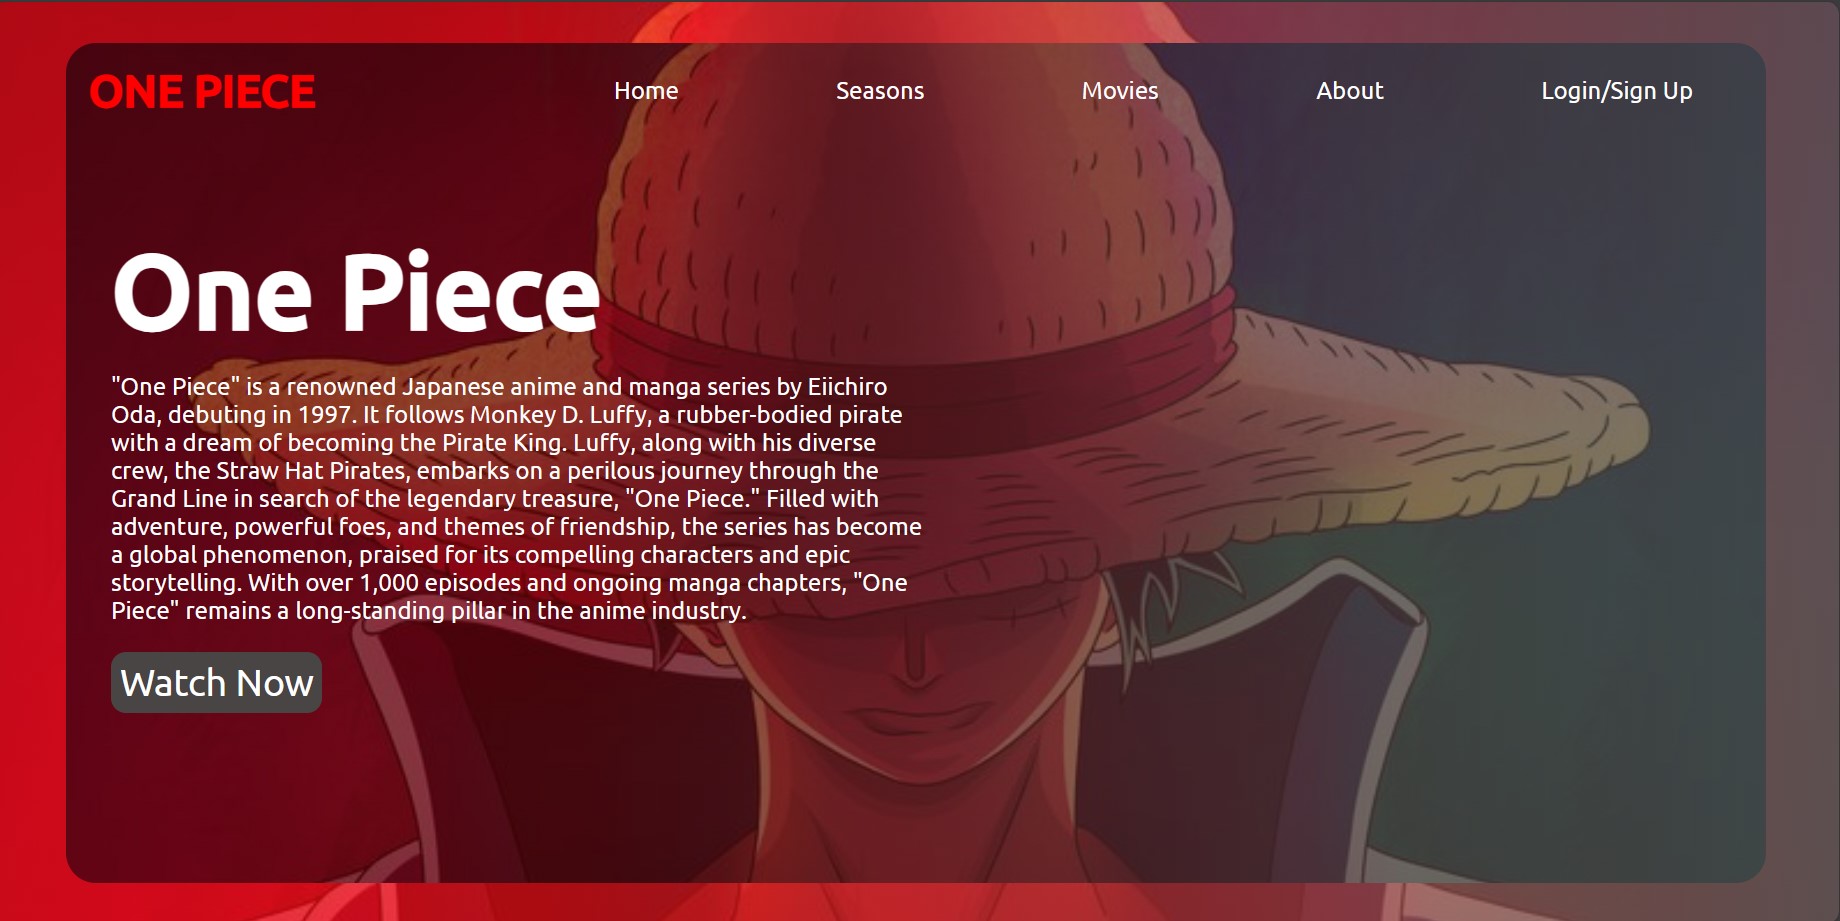 ONE PIECE
Home
Seasons
Movies
About
Login/Sign Up
One Piece
"One Piece" is a renowned Japanese anime and manga series by Eiichiro
Oda, debuting in 1997. It follows Monkey D. Luffy, a rubber-bodied pirate
with a dream of becoming the Pirate King. Luffy, along with his diverse
crew, the Straw Hat Pirates, embarks on a perilous journey through the
Grand Line in search of the legendary treasure, "One Piece." Filled with
adventure, powerful foes, and themes of friendship, the series has become
a global phenomenon, praised for its compelling characters and epic
storytelling. With over 1,000 episodes and ongoing manga chapters, "One
Piece" remains a long-standing pillar in the anime industry.
Watch Now